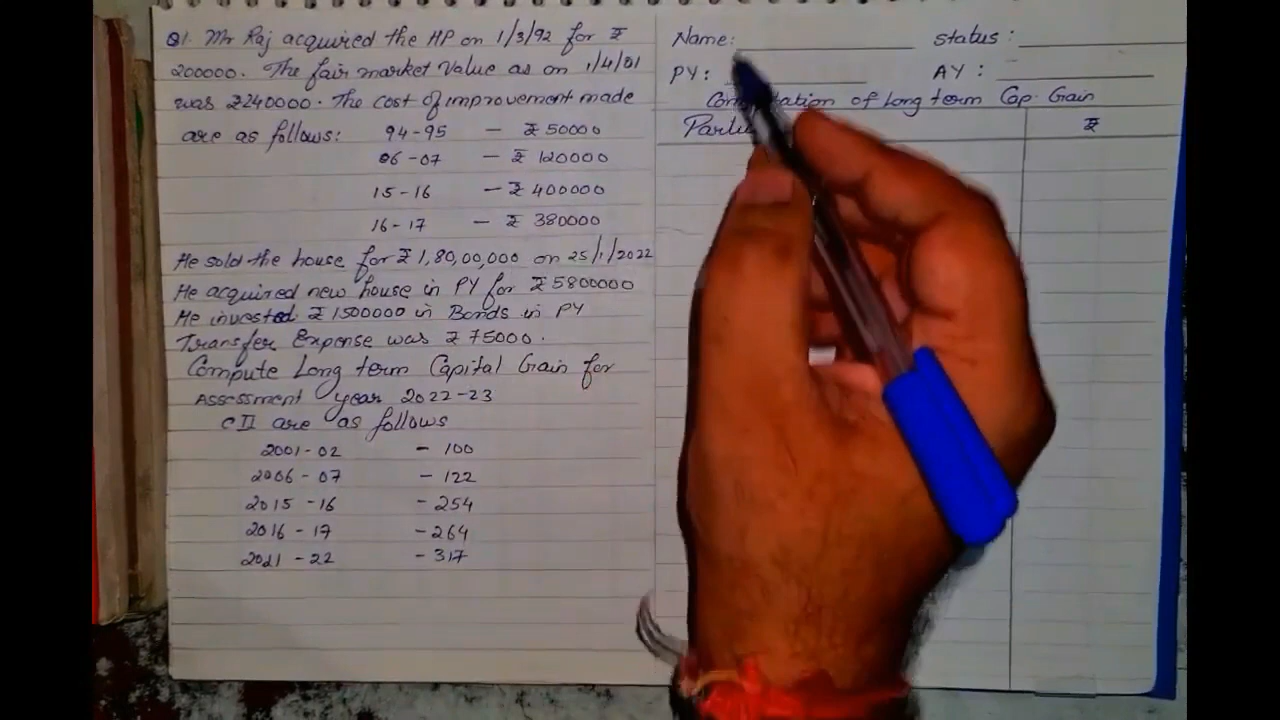 Q1. Mr Raj acquired the HP on 1/3/92 for ₹
200000. The fair market value as on 1/4/01
was ₹240000. The cost of improvement made
are as follows: 94-95 - ₹ 50000
06-07 - ₹ 120000
15-16 - ₹ 400000
16-17 - ₹ 380000
He sold the house for ₹ 1,80,00,000 on 25/1/2022
He acquired new house in PY for ₹ 5800000
He invested ₹ 1500000 in Bonds in PY
Transfer Expense was ₹ 75000.
Compute Long term Capital Gain for
Assessment year 2022-23
CII are as follows
2001-02 - 100
2006-07 - 122
2015-16 - 254
2016-17 - 264
2021-22 - 317
Name: Status:
PY: AY:
of Long term Cap. Gain
₹